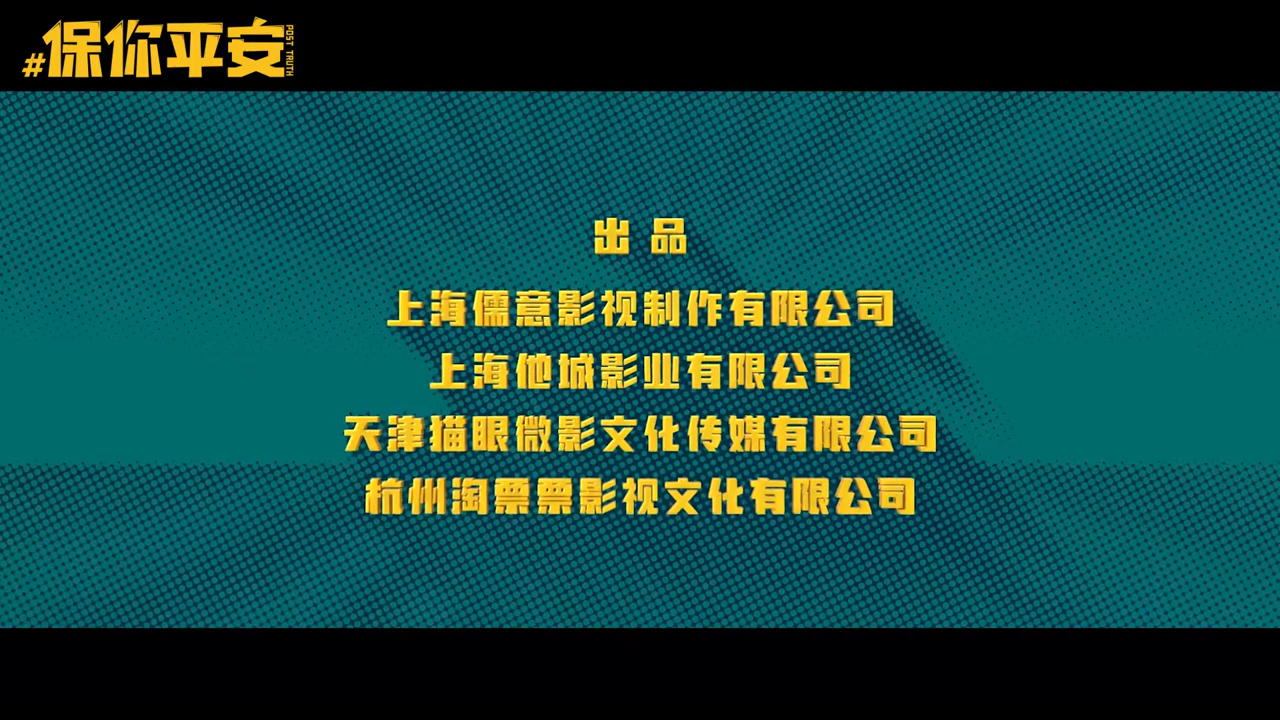 #保你平安
POST TRUTH
出品
上海儒意影视制作有限公司
上海他城影业有限公司
天津猫眼微影文化传媒有限公司
杭州淘票票影视文化有限公司